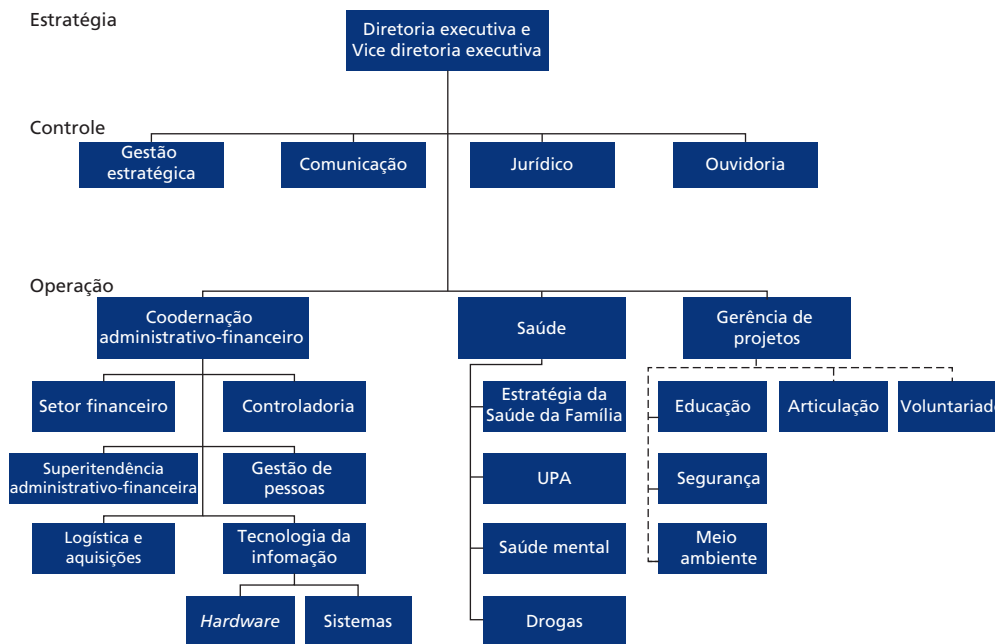 Estratégia
Diretoria executiva e
Vice diretoria executiva
Controle
Gestão
estratégica
Comunicação
Jurídico
Ouvidoria
Operação
Coodernação
administrativo-financeiro
Saúde
Gerência de
projetos
Setor financeiro
Controladoria
Estratégia da
Saúde da Família
Educação
Articulação
Voluntariado
Superitendência
administrativo-financeira
Gestão de
pessoas
UPA
Segurança
Logística e
aquisições
Tecnologia da
infomação
Saúde mental
Meio
ambiente
Hardware
Sistemas
Drogas